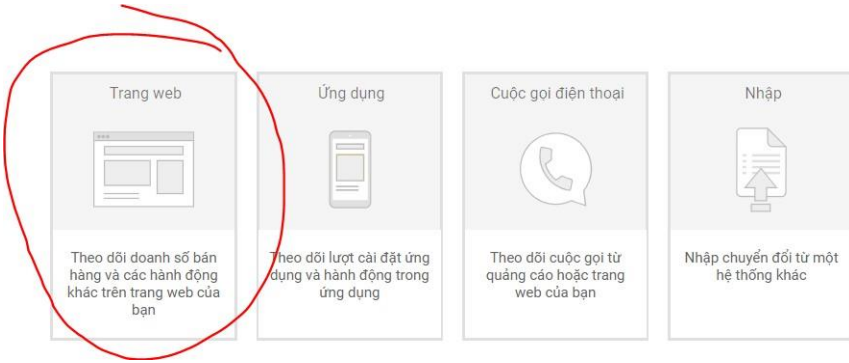 Trang web
Theo dõi doanh số bán
hàng và các hành động
khác trên trang web của
bạn
Ứng dụng
Theo dõi lượt cài đặt ứng
dụng và hành động trong
ứng dụng
Cuộc gọi điện thoại
Theo dõi cuộc gọi từ
quảng cáo hoặc trang
web của bạn
Nhập
Nhập chuyển đổi từ một
hệ thống khác